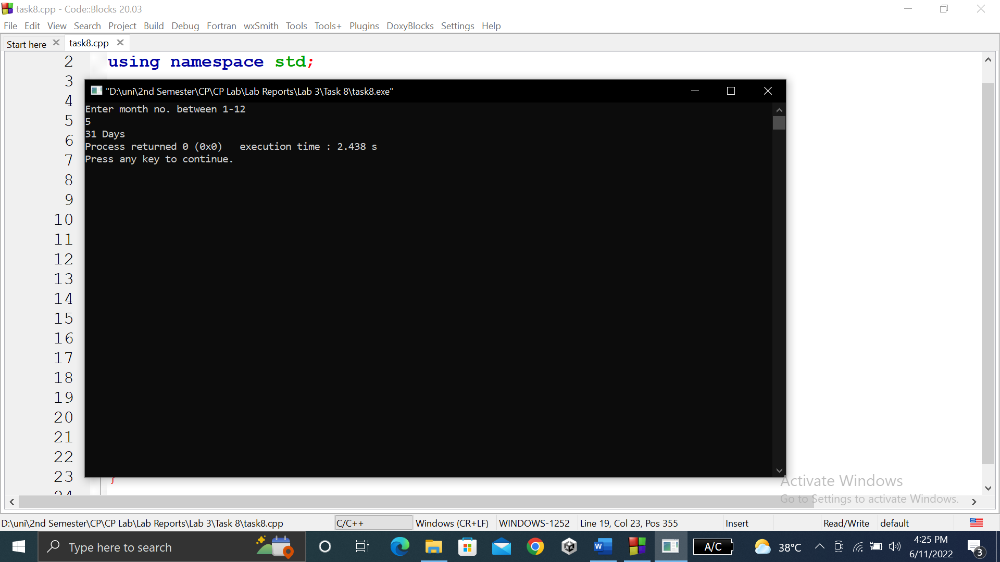 task8.cpp - Code::Blocks 20.03
File Edit View Search Project Build Debug Fortran wxSmith Tools Tools+ Plugins DoxyBlocks Settings Help
Start here task8.cpp
2 using namespace std;
3
"D:\uni\2nd Semester\CP\CP Lab\Lab Reports\Lab 3\Task 8\task8.exe"
4
Enter month no. between 1-12
5
5
31 Days
6
Process returned 0 (0x0)   execution time : 2.438 s
7
Press any key to continue.
8
9
10
11
12
13
14
15
16
17
18
19
20
21
22
23 }
Activate Windows
Go to Settings to activate Windows.
D:\uni\2nd Semester\CP\CP Lab\Lab Reports\Lab 3\Task 8\task8.cpp C/C++ Windows (CR+LF) WINDOWS-1252 Line 19, Col 23, Pos 355 Insert Read/Write default
Type here to search A/C 38°C 4:25 PM
6/11/2022 3